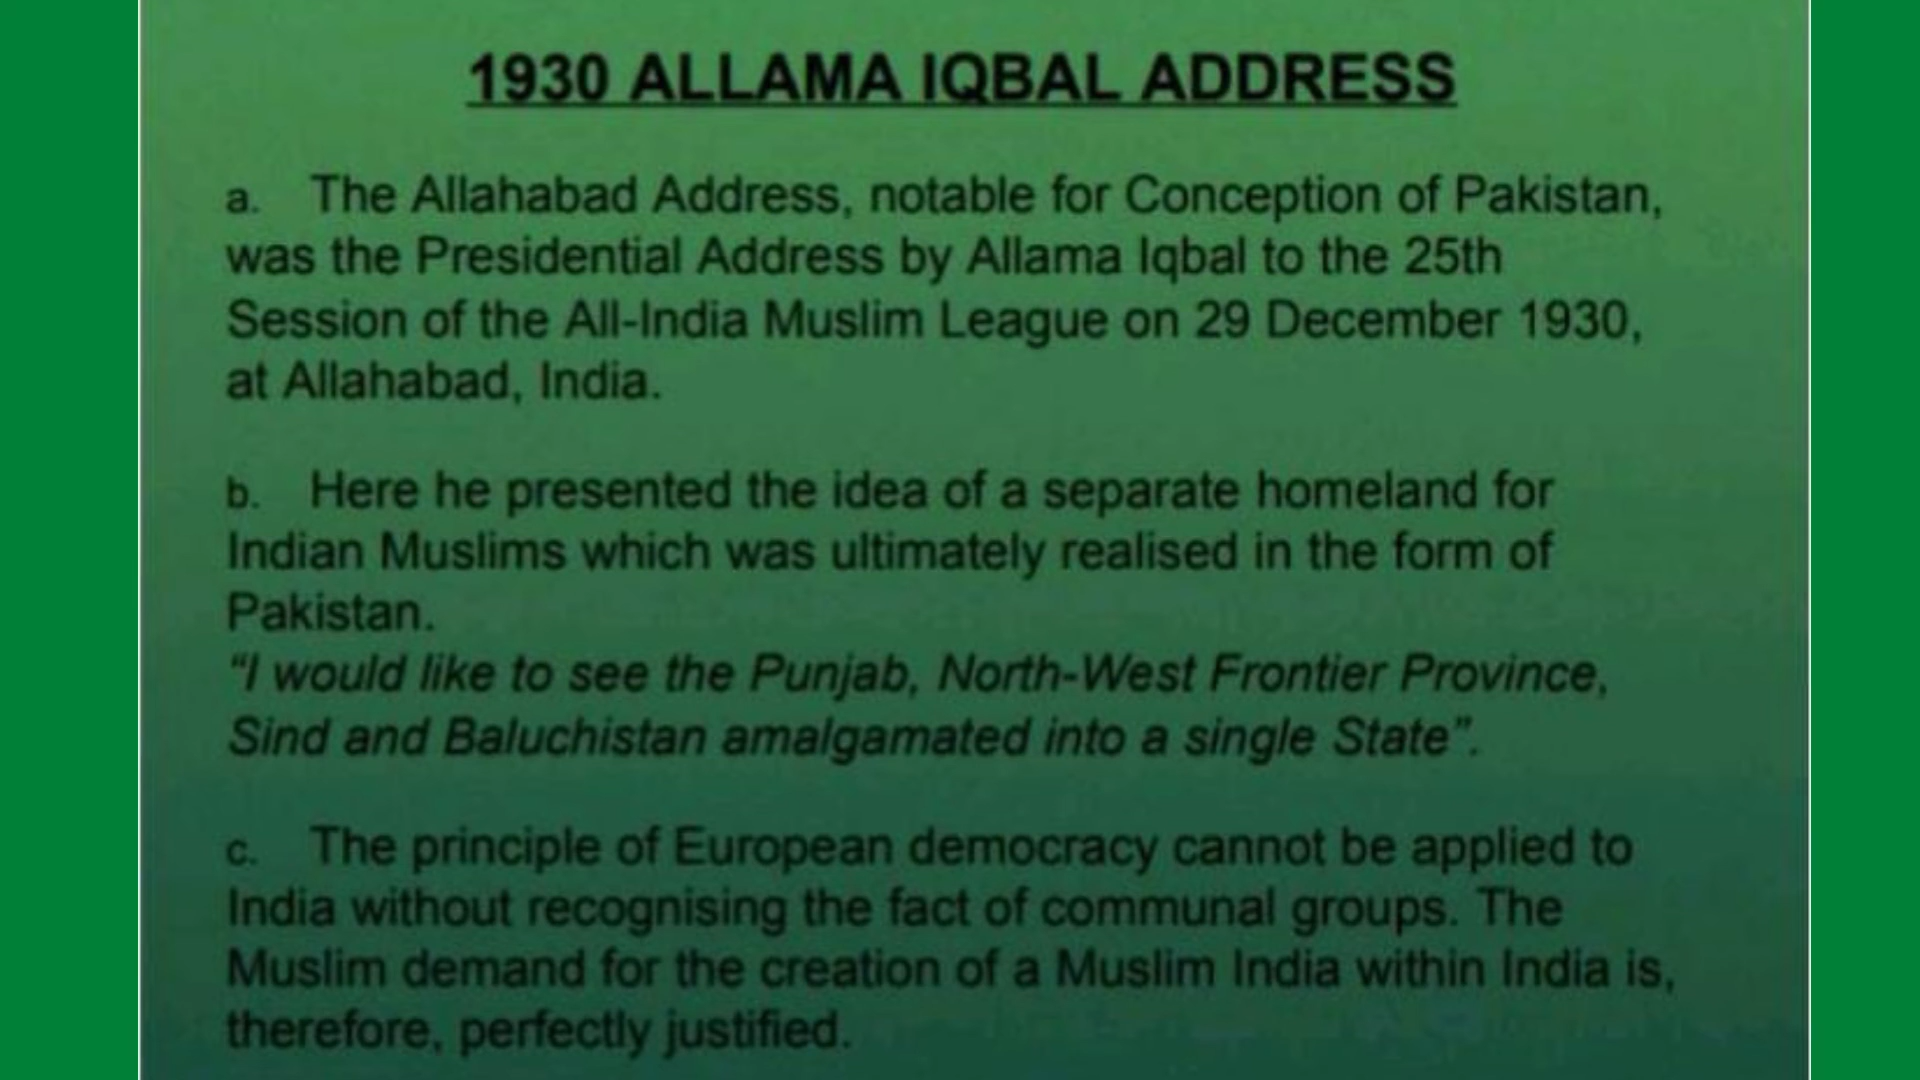 1930 ALLAMA IQBAL ADDRESS
a. The Allahabad Address, notable for Conception of Pakistan,
was the Presidential Address by Allama Iqbal to the 25th
Session of the All-India Muslim League on 29 December 1930,
at Allahabad, India.
b. Here he presented the idea of a separate homeland for
Indian Muslims which was ultimately realised in the form of
Pakistan.
“I would like to see the Punjab, North-West Frontier Province,
Sind and Baluchistan amalgamated into a single State”.
c. The principle of European democracy cannot be applied to
India without recognising the fact of communal groups. The
Muslim demand for the creation of a Muslim India within India is,
therefore, perfectly justified.